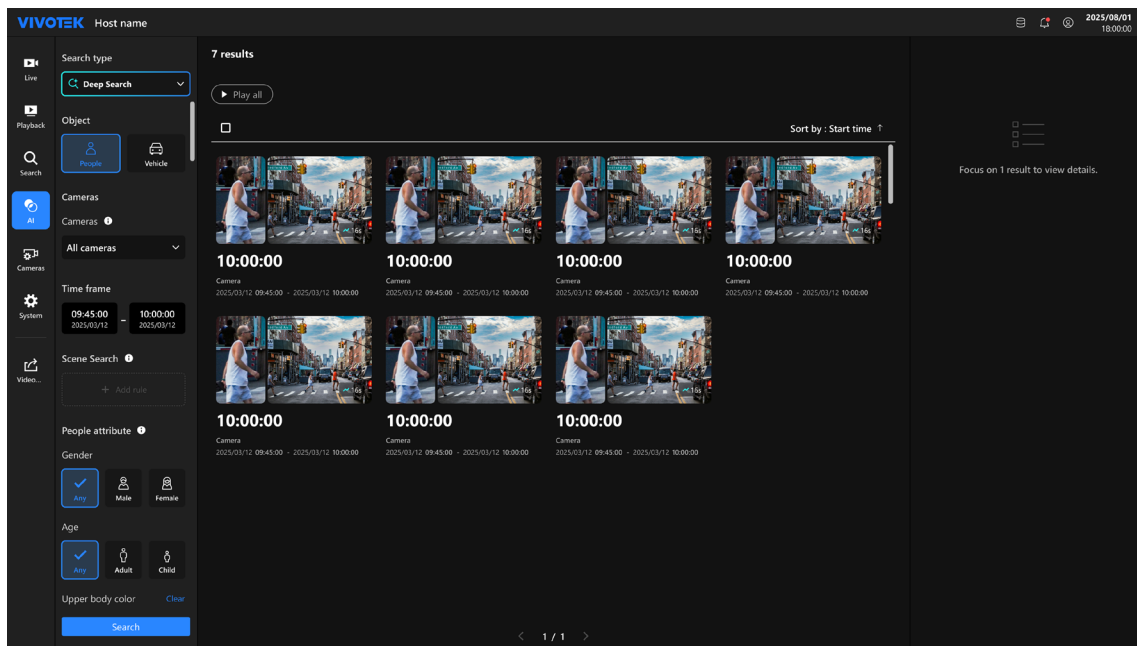 VIVOTEK Host name
2025/08/01
18:00:00
Live
Playback
Search
AI
Cameras
System
Video...
Search type
Deep Search
Object
People
Vehicle
Cameras
Cameras
All cameras
Time frame
09:45:00
2025/03/12
–
10:00:00
2025/03/12
Scene Search
+ Add rule
People attribute
Gender
Any
Male
Female
Age
Any
Adult
Child
Upper body color
Clear
Search
7 results
Play all
Sort by : Start time ↑
16s
10:00:00
Camera
2025/03/12 09:45:00 - 2025/03/12 10:00:00
16s
10:00:00
Camera
2025/03/12 09:45:00 - 2025/03/12 10:00:00
16s
10:00:00
Camera
2025/03/12 09:45:00 - 2025/03/12 10:00:00
16s
10:00:00
Camera
2025/03/12 09:45:00 - 2025/03/12 10:00:00
16s
10:00:00
Camera
2025/03/12 09:45:00 - 2025/03/12 10:00:00
16s
10:00:00
Camera
2025/03/12 09:45:00 - 2025/03/12 10:00:00
16s
10:00:00
Camera
2025/03/12 09:45:00 - 2025/03/12 10:00:00
< 1 / 1 >
Focus on 1 result to view details.